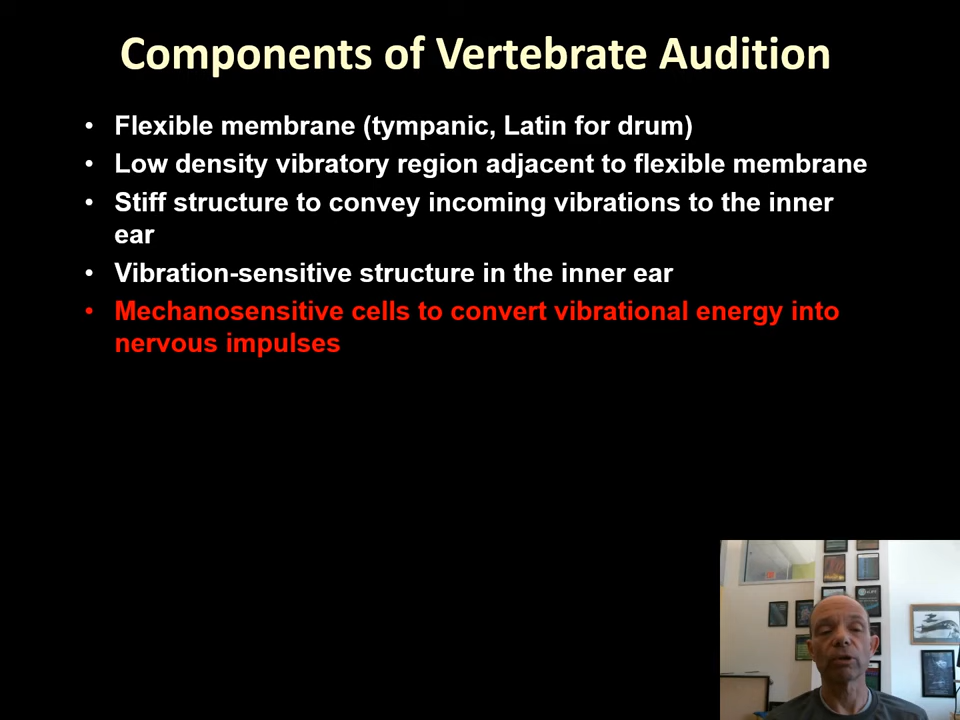 Components of Vertebrate Audition
• Flexible membrane (tympanic, Latin for drum)
• Low density vibratory region adjacent to flexible membrane
• Stiff structure to convey incoming vibrations to the inner
ear
• Vibration-sensitive structure in the inner ear
• Mechanosensitive cells to convert vibrational energy into
nervous impulses